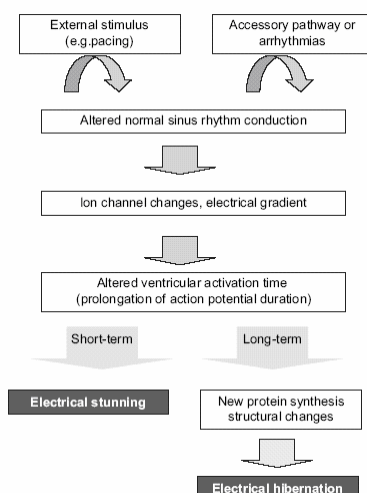 External stimulus
(e.g.pacing)
Accessory pathway or
arrhythmias
Altered normal sinus rhythm conduction
Ion channel changes, electrical gradient
Altered ventricular activation time
(prolongation of action potential duration)
Short-term
Long-term
Electrical stunning
New protein synthesis
structural changes
Electrical hibernation